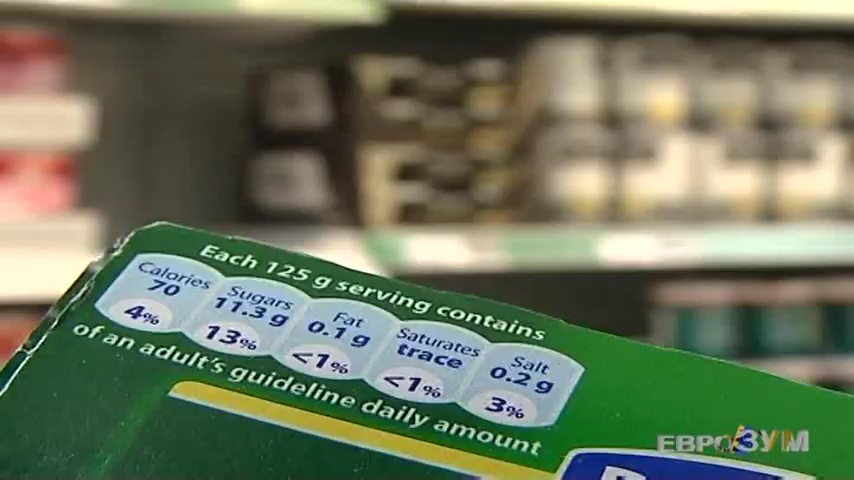 Each 125 g serving contains
Calories
70
4%
Sugars
11.3 g
13%
Fat
0.1 g
<1%
Saturates
trace
<1%
Salt
0.2 g
3%
of an adult's guideline daily amount
ЕВРОЗУМ